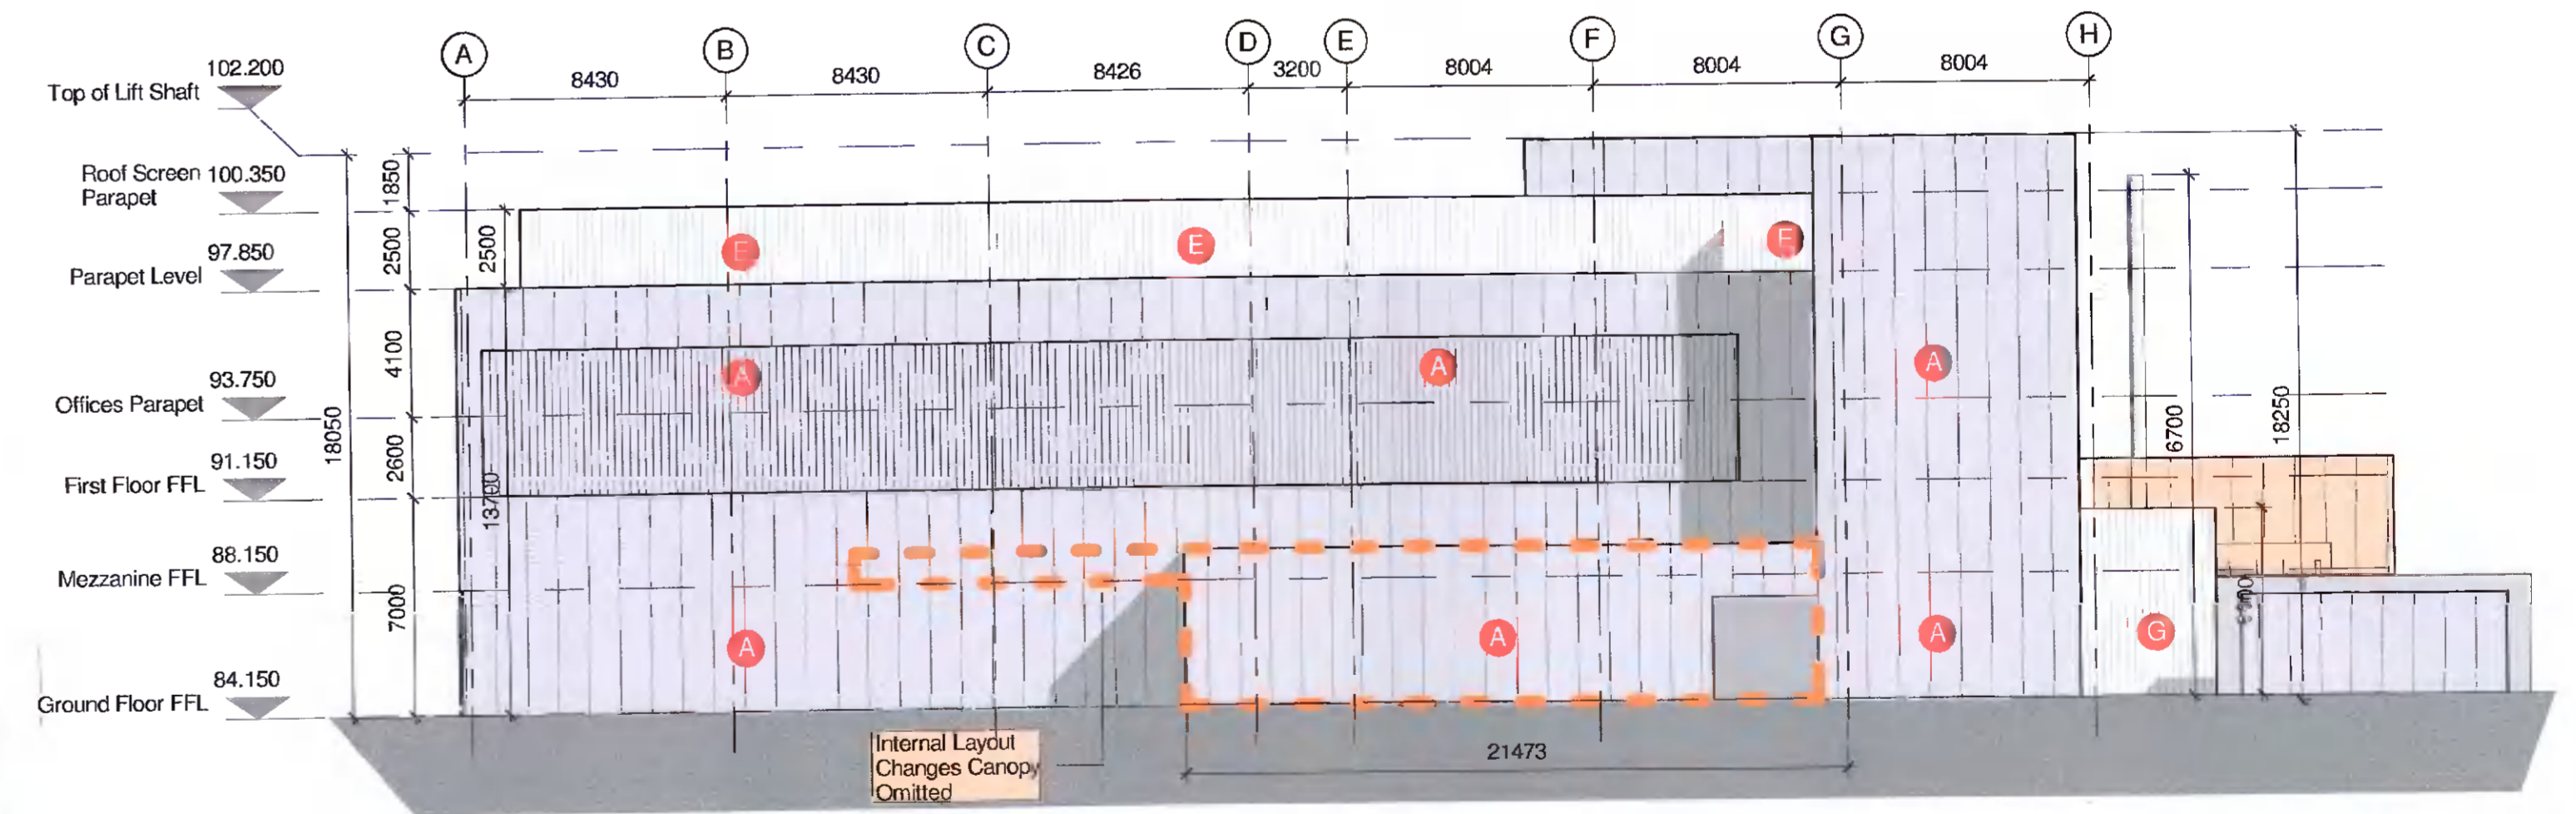 A B C D E F G H
8430 8430 8426 3200 8004 8004 8004
102.200
Top of Lift Shaft
Roof Screen 100.350
Parapet
97.850
Parapet Level
93.750
Offices Parapet
91.150
First Floor FFL
88.150
Mezzanine FFL
84.150
Ground Floor FFL
18050
1850
2500
4100
2600
7000
2500
13700
E E
A A A
A A A G
16700
18250
Internal Layout
Changes Canopy
Omitted
21473